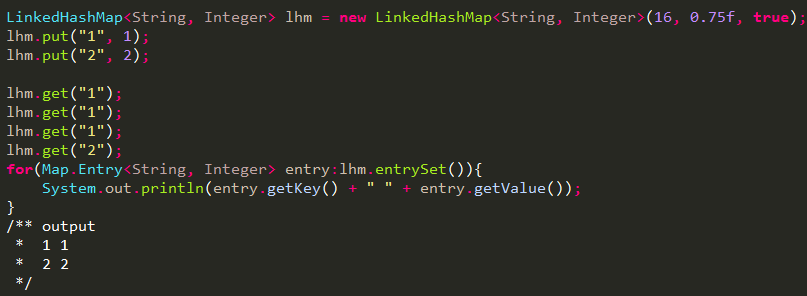 LinkedHashMap<String, Integer> lhm = new LinkedHashMap<String, Integer>(16, 0.75f, true);
lhm.put("1", 1);
lhm.put("2", 2);

lhm.get("1");
lhm.get("1");
lhm.get("1");
lhm.get("2");
for(Map.Entry<String, Integer> entry:lhm.entrySet()){
    System.out.println(entry.getKey() + " " + entry.getValue());
}
/** output
 *  1 1
 *  2 2
 */